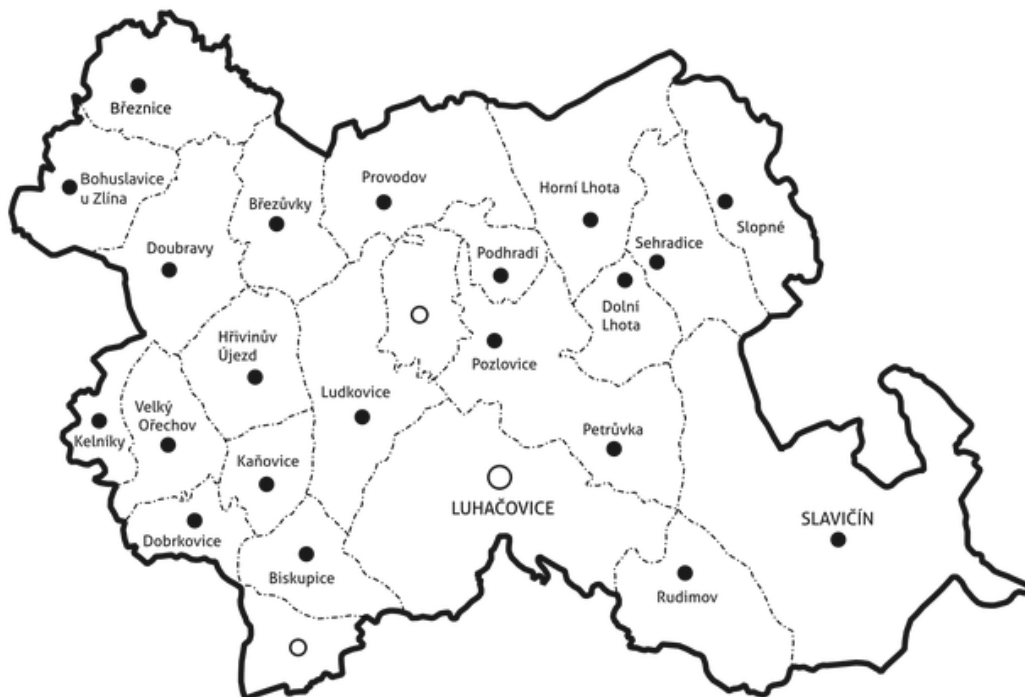 Březnice
Bohuslavice
u Zlína
Provodov
Horní Lhota
Březůvky
Slopné
Doubravy
Podhradí
Sehradice
Dolní
Lhota
Hřivinův
Újezd
Pozlovice
Ludkovice
Velký
Ořechov
Kelníky
Petrůvka
Kaňovice
LUHAČOVICE
SLAVIČÍN
Dobrkovice
Biskupice
Rudimov